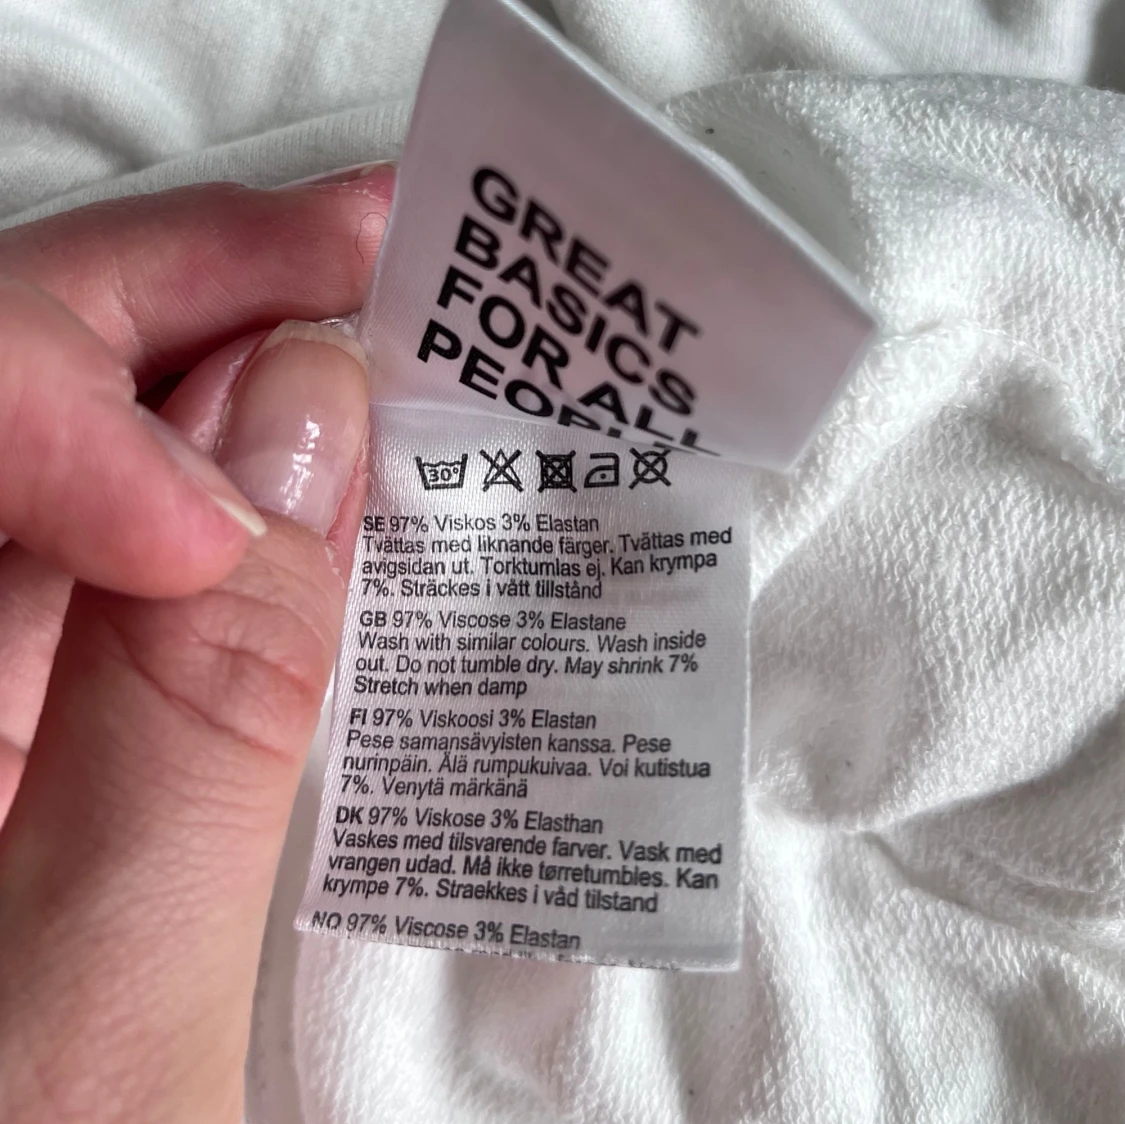 GREAT
BASICS
FOR ALL
PEOPLE
30°
SE 97% Viskos 3% Elastan
Tvättas med liknande färger. Tvättas med
avigsidan ut. Torktumlas ej. Kan krympa
7%. Sträckes i vått tillstånd
GB 97% Viscose 3% Elastane
Wash with similar colours. Wash inside
out. Do not tumble dry. May shrink 7%
Stretch when damp
FI 97% Viskoosi 3% Elastan
Pese samansävyisten kanssa. Pese
nurinpäin. Älä rumpukuivaa. Voi kutistua
7%. Venytä märkänä
DK 97% Viskose 3% Elasthan
Vaskes med tilsvarende farver. Vask med
vrangen udad. Må ikke tørretumbles. Kan
krympe 7%. Straekkes i våd tilstand
NO 97% Viscose 3% Elastan